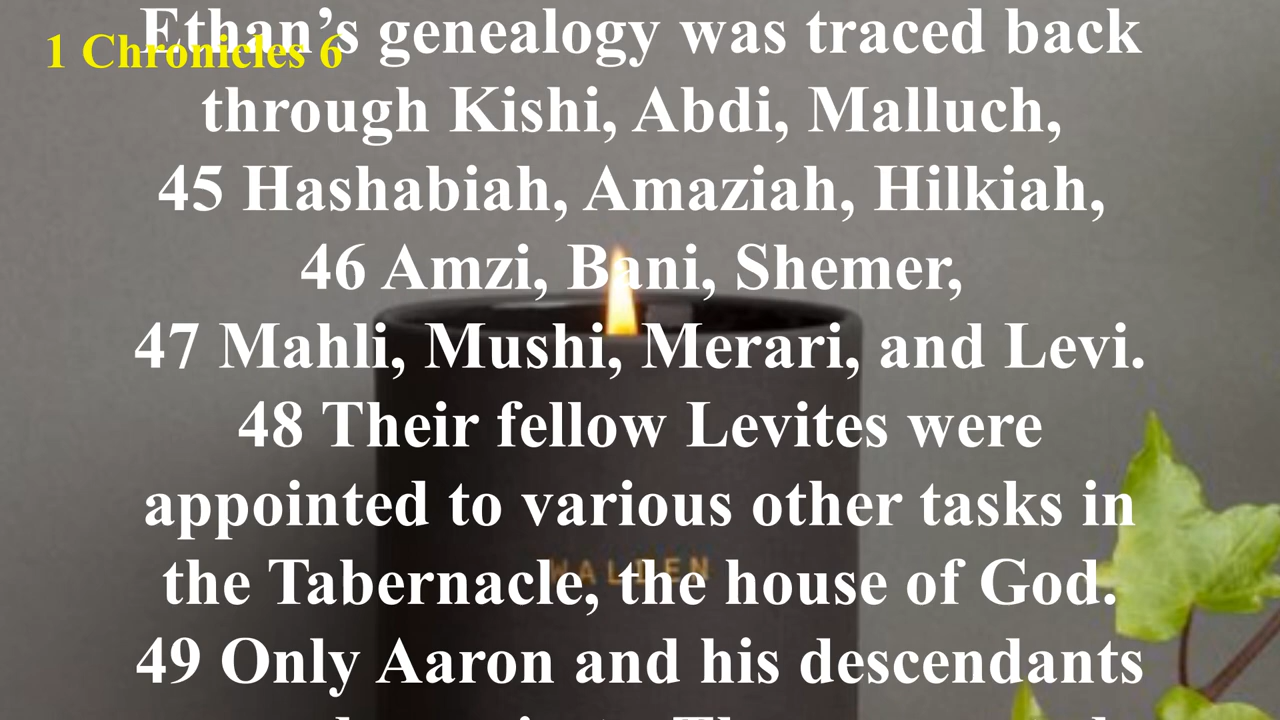 Ethan’s genealogy was traced back
1 Chronicles 6
through Kishi, Abdi, Malluch,
45 Hashabiah, Amaziah, Hilkiah,
46 Amzi, Bani, Shemer,
47 Mahli, Mushi, Merari, and Levi.
48 Their fellow Levites were
appointed to various other tasks in
the Tabernacle, the house of God.
49 Only Aaron and his descendants